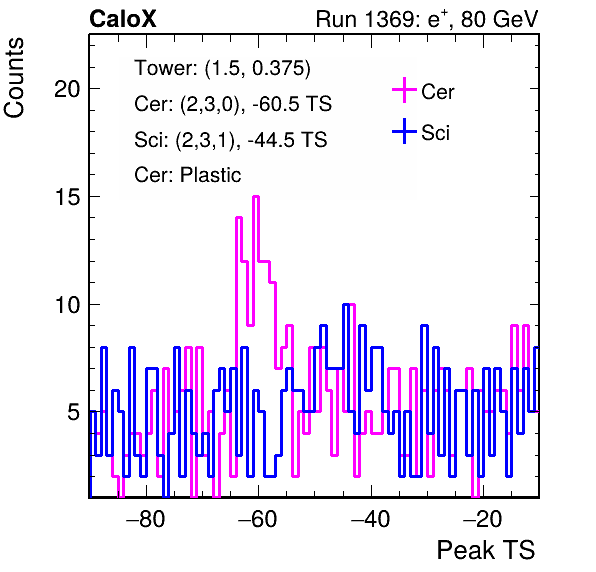 CaloX Run 1369: e⁺, 80 GeV
Counts
Tower: (1.5, 0.375)
Cer: (2,3,0), -60.5 TS
Sci: (2,3,1), -44.5 TS
Cer: Plastic
Cer
Sci
20
15
10
5
−80 −60 −40 −20
Peak TS